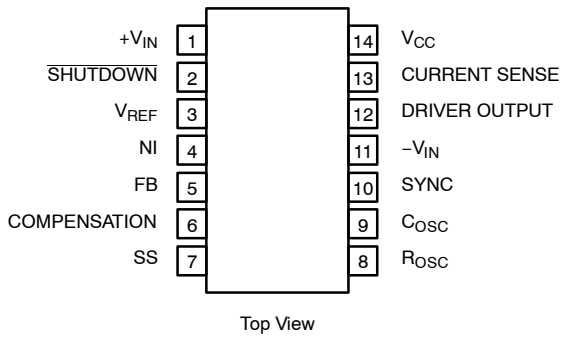 +VIN 1 14 VCC
SHUTDOWN 2 13 CURRENT SENSE
VREF 3 12 DRIVER OUTPUT
NI 4 11 −VIN
FB 5 10 SYNC
COMPENSATION 6 9 COSC
SS 7 8 ROSC
Top View